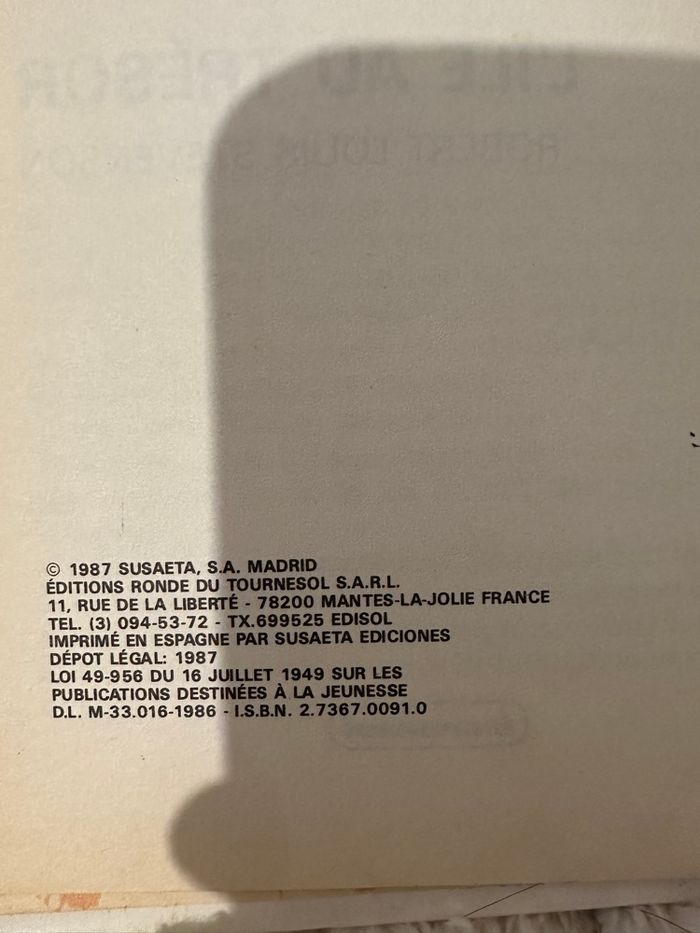 © 1987 SUSAETA, S.A. MADRID
ÉDITIONS RONDE DU TOURNESOL S.A.R.L.
11, RUE DE LA LIBERTÉ - 78200 MANTES-LA-JOLIE FRANCE
TEL. (3) 094-53-72 - TX.699525 EDISOL
IMPRIMÉ EN ESPAGNE PAR SUSAETA EDICIONES
DÉPOT LÉGAL: 1987
LOI 49-956 DU 16 JUILLET 1949 SUR LES
PUBLICATIONS DESTINÉES À LA JEUNESSE
D.L. M-33.016-1986 - I.S.B.N. 2.7367.0091.0